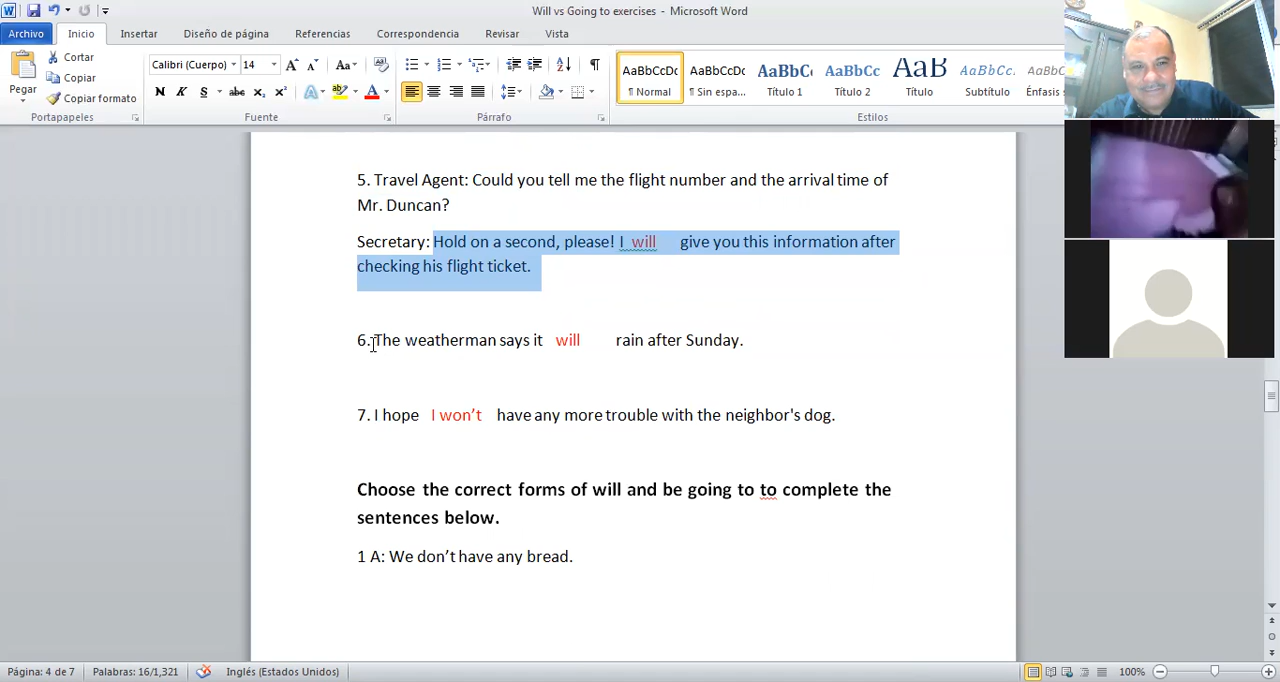 Will vs Going to exercises - Microsoft Word
Archivo Inicio Insertar Diseño de página Referencias Correspondencia Revisar Vista
Pegar
Cortar
Copiar
Copiar formato
Portapapeles
Calibri (Cuerpo) 14
N K S abc x₂ x²
Fuente
Párrafo
AaBbCcDc AaBbCcDc AaBbC AaBbCc AaB AaBbCc. AaBbC
¶ Normal ¶ Sin espa... Título 1 Título 2 Título Subtítulo Énfasis
Estilos
5. Travel Agent: Could you tell me the flight number and the arrival time of
Mr. Duncan?
Secretary: Hold on a second, please! I will give you this information after
checking his flight ticket.
6. The weatherman says it will rain after Sunday.
7. I hope I won’t have any more trouble with the neighbor's dog.
Choose the correct forms of will and be going to to complete the
sentences below.
1 A: We don’t have any bread.
Página: 4 de 7 Palabras: 16/1,321 Inglés (Estados Unidos) 100%